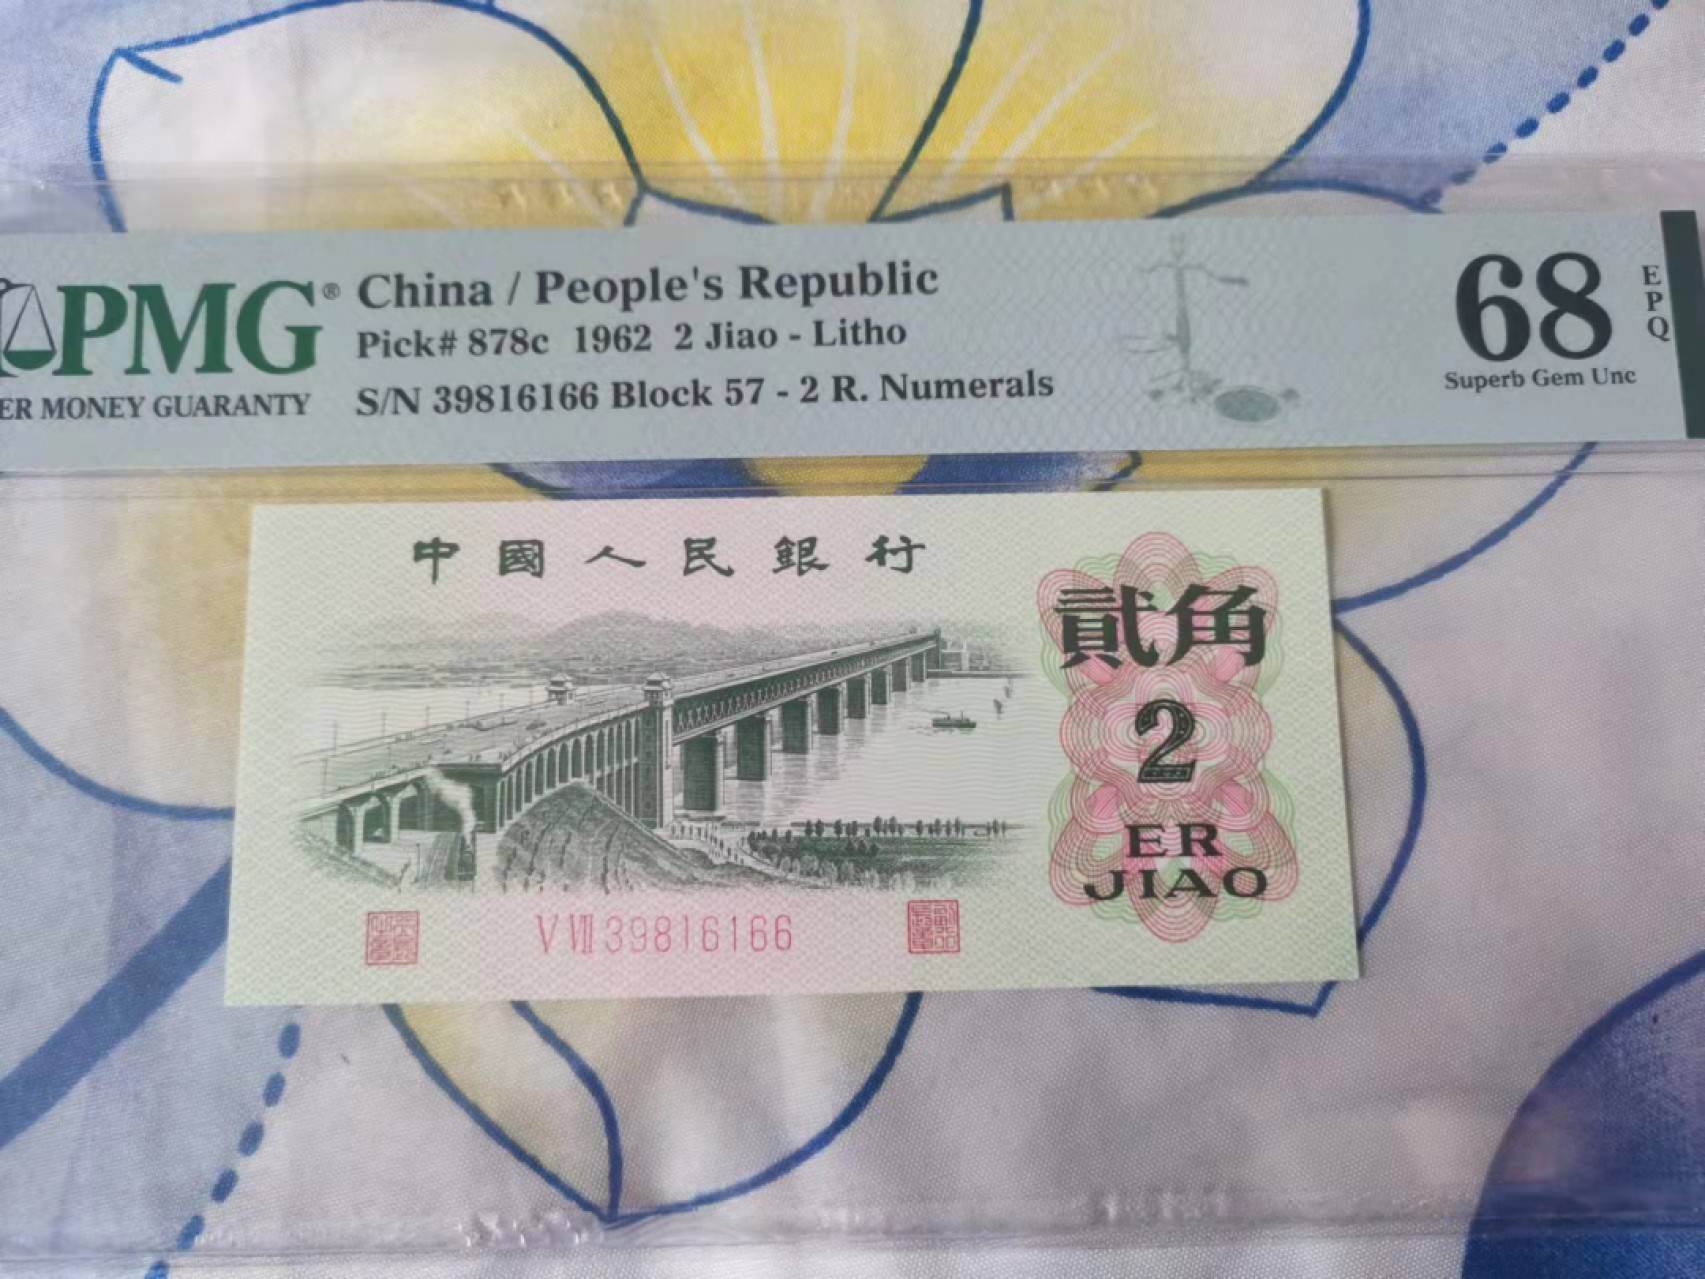 PMG®
ER MONEY GUARANTY
China / People's Republic
Pick# 878c 1962 2 Jiao - Litho
S/N 39816166 Block 57 - 2 R. Numerals
68
EPQ
Superb Gem Unc
中國人民銀行
貳角
2
ER
JIAO
V VII 39816166